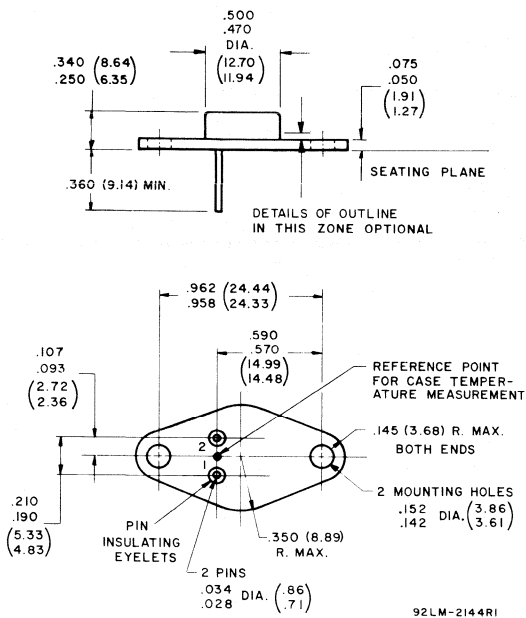 .500
.470
DIA.
(12.70)
(11.94)
.340 (8.64)
.250 (6.35)
.075
.050
(1.91)
(1.27)
SEATING PLANE
.360 (9.14) MIN.
DETAILS OF OUTLINE
IN THIS ZONE OPTIONAL
.962 (24.44)
.958 (24.33)
.590
.570
(14.99)
(14.48)
.107
.093
(2.72)
(2.36)
REFERENCE POINT
FOR CASE TEMPER-
ATURE MEASUREMENT
.145 (3.68) R. MAX.
BOTH ENDS
2
1
2 MOUNTING HOLES
.152 DIA. (3.86)
.142 (3.61)
.210
.190
(5.33)
(4.83)
PIN
INSULATING
EYELETS
.350 (8.89)
R. MAX.
2 PINS
.034 DIA. (.86)
.028 (.71)
92LM-2144R1